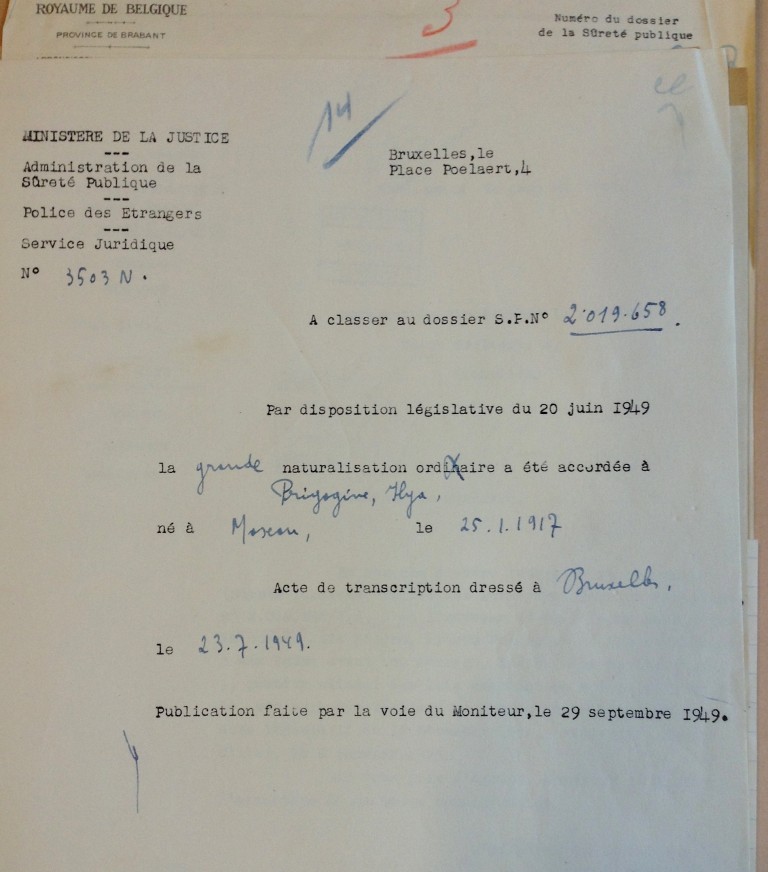 ROYAUME DE BELGIQUE
PROVINCE DE BRABANT
3
Numéro du dossier
de la Sûreté publique
14
MINISTERE DE LA JUSTICE
---
Administration de la
Sûreté Publique
---
Police des Etrangers
---
Service Juridique
N° 3503 N.
Bruxelles,le
Place Poelaert,4
A classer au dossier S.P.N° 2.019.658.
Par disposition législative du 20 juin 1949
la grande naturalisation ordinaire a été accordée à
Prigogine, Ilya,
né à Moscou, le 25.1.1917
Acte de transcription dressé à Bruxelles,
le 23.7.1949.
Publication faite par la voie du Moniteur,le 29 septembre 1949.